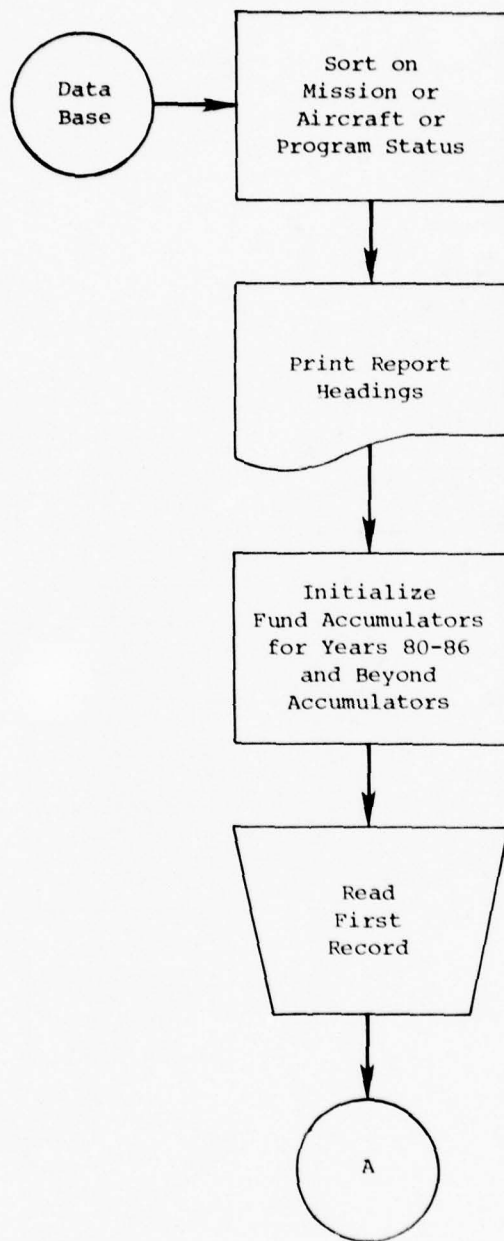 Data
Base
Sort on
Mission or
Aircraft or
Program Status
Print Report
Headings
Initialize
Fund Accumulators
for Years 80-86
and Beyond
Accumulators
Read
First
Record
A